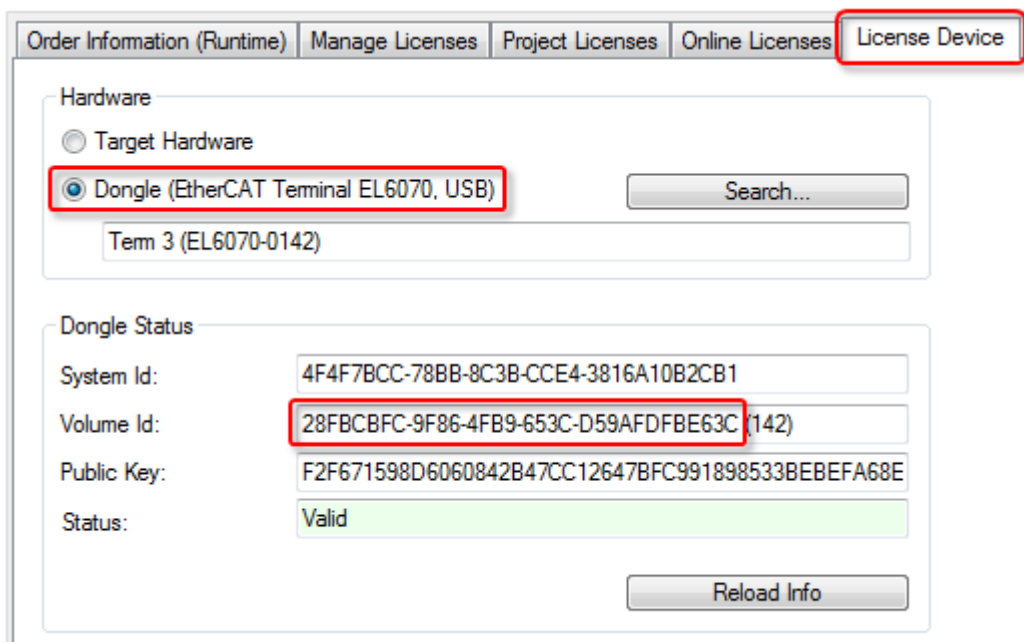 Order Information (Runtime) Manage Licenses Project Licenses Online Licenses License Device
Hardware
Target Hardware
Dongle (EtherCAT Terminal EL6070, USB) Search...
Term 3 (EL6070-0142)
Dongle Status
System Id: 4F4F7BCC-78BB-8C3B-CCE4-3816A10B2CB1
Volume Id: 28FBCBFC-9F86-4FB9-653C-D59AFDFBE63C (142)
Public Key: F2F671598D6060842B47CC12647BFC991898533BEBEFA68E
Status: Valid
Reload Info